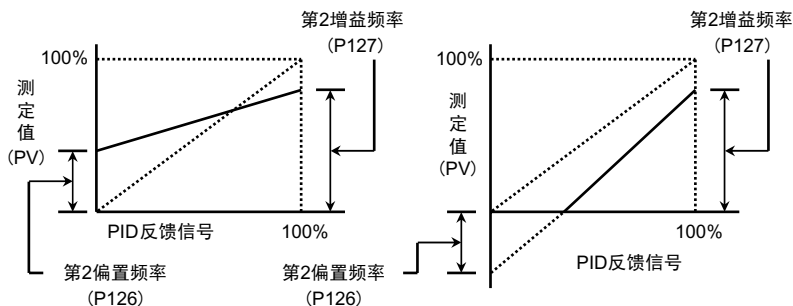 第2增益频率
(P127)
100%
测
定
值
(PV)
PID反馈信号
100%
第2偏置频率
(P126)
第2增益频率
(P127)
100%
测
定
值
(PV)
100%
PID反馈信号
第2偏置频率
(P126)